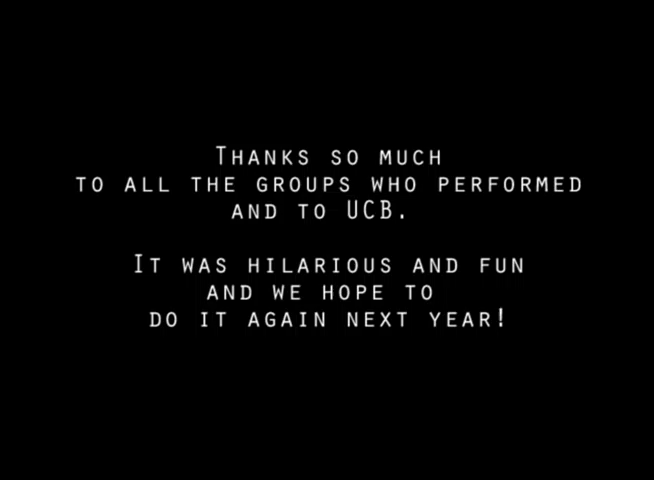 Thanks so much
to all the groups who performed
and to UCB.
It was hilarious and fun
and we hope to
do it again next year!